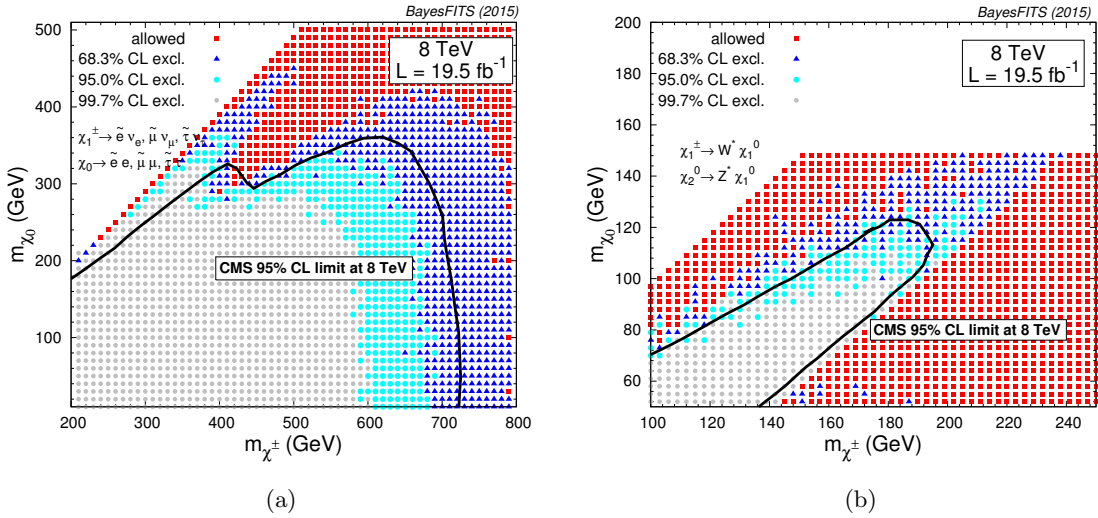 BayesFITS (2015)
allowed
68.3% CL excl.
95.0% CL excl.
99.7% CL excl.
8 TeV
L = 19.5 fb⁻¹
χ₁± → ẽ νₑ, μ̃ ν_μ, τ̃ ν
χ₀ → ẽ e, μ̃ μ, τ̃ τ
CMS 95% CL limit at 8 TeV
m_χ₀ (GeV)
500
400
300
200
100
200 300 400 500 600 700 800
m_χ± (GeV)
(a)
BayesFITS (2015)
allowed
68.3% CL excl.
95.0% CL excl.
99.7% CL excl.
8 TeV
L = 19.5 fb⁻¹
χ₁± → W* χ₁⁰
χ₂⁰ → Z* χ₁⁰
CMS 95% CL limit at 8 TeV
m_χ₀ (GeV)
200
180
160
140
120
100
80
60
100 120 140 160 180 200 220 240
m_χ± (GeV)
(b)